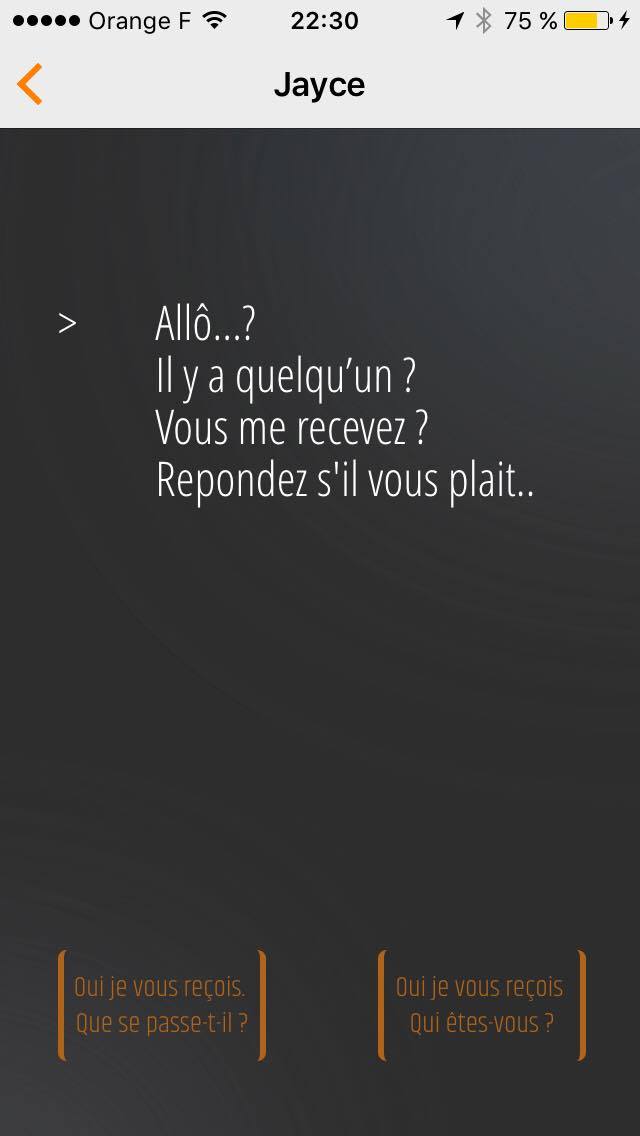 Orange F 22:30 75 %
Jayce
> Allô...?
Il y a quelqu’un ?
Vous me recevez ?
Repondez s'il vous plait..
Oui je vous reçois.
Que se passe-t-il ?
Oui je vous reçois
Qui êtes-vous ?